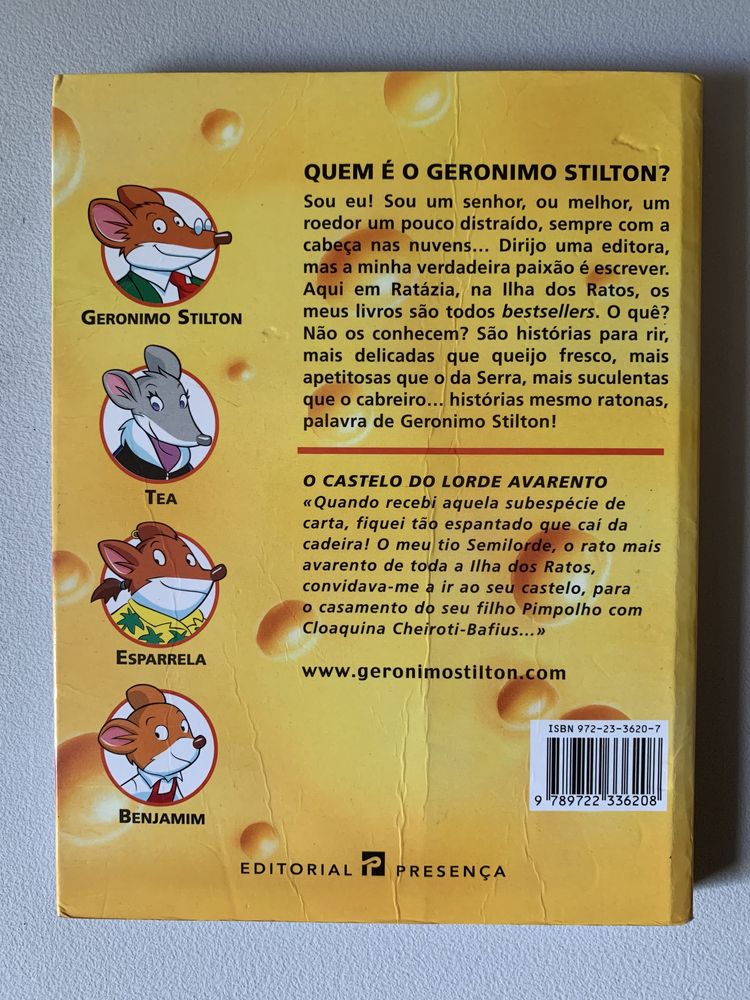 QUEM É O GERONIMO STILTON?
Sou eu! Sou um senhor, ou melhor, um
roedor um pouco distraído, sempre com a
cabeça nas nuvens... Dirijo uma editora,
mas a minha verdadeira paixão é escrever.
Aqui em Ratázia, na Ilha dos Ratos, os
meus livros são todos bestsellers. O quê?
Não os conhecem? São histórias para rir,
mais delicadas que queijo fresco, mais
apetitosas que o da Serra, mais suculentas
que o cabreiro... histórias mesmo ratonas,
palavra de Geronimo Stilton!
GERONIMO STILTON
TEA
ESPARRELA
BENJAMIM
O CASTELO DO LORDE AVARENTO
«Quando recebi aquela subespécie de
carta, fiquei tão espantado que caí da
cadeira! O meu tio Semilorde, o rato mais
avarento de toda a Ilha dos Ratos,
convidava-me a ir ao seu castelo, para
o casamento do seu filho Pimpolho com
Cloaquina Cheiroti-Bafius...»
www.geronimostilton.com
ISBN 972-23-3620-7
9 789722 336208
EDITORIAL PRESENÇA